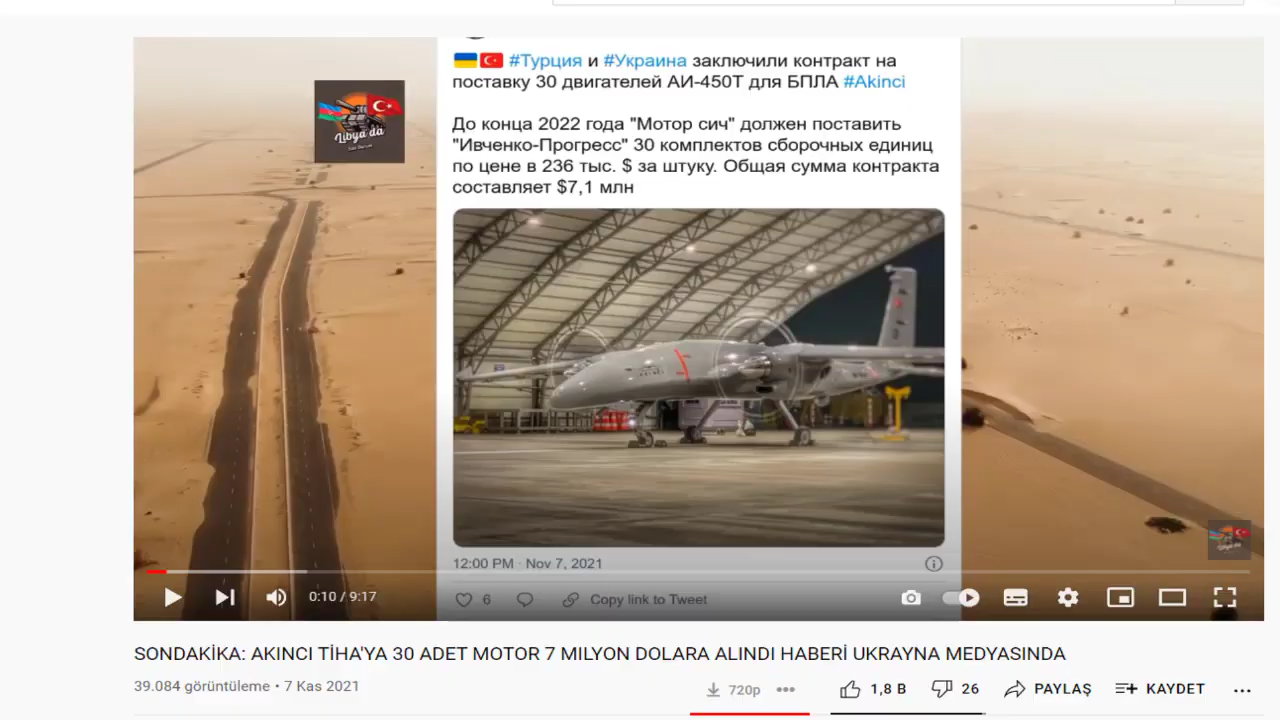 #Турция и #Украина заключили контракт на
поставку 30 двигателей АИ-450Т для БПЛА #Akinci
До конца 2022 года "Мотор сич" должен поставить
"Ивченко-Прогресс" 30 комплектов сборочных единиц
по цене в 236 тыс. $ за штуку. Общая сумма контракта
составляет $7,1 млн
Libya'da
12:00 PM · Nov 7, 2021
6
Copy link to Tweet
0:10 / 9:17
SONDAKİKA: AKINCI TİHA'YA 30 ADET MOTOR 7 MILYON DOLARA ALINDI HABERİ UKRAYNA MEDYASINDA
39.084 görüntüleme • 7 Kas 2021
720p
1,8 B
26
PAYLAŞ
KAYDET